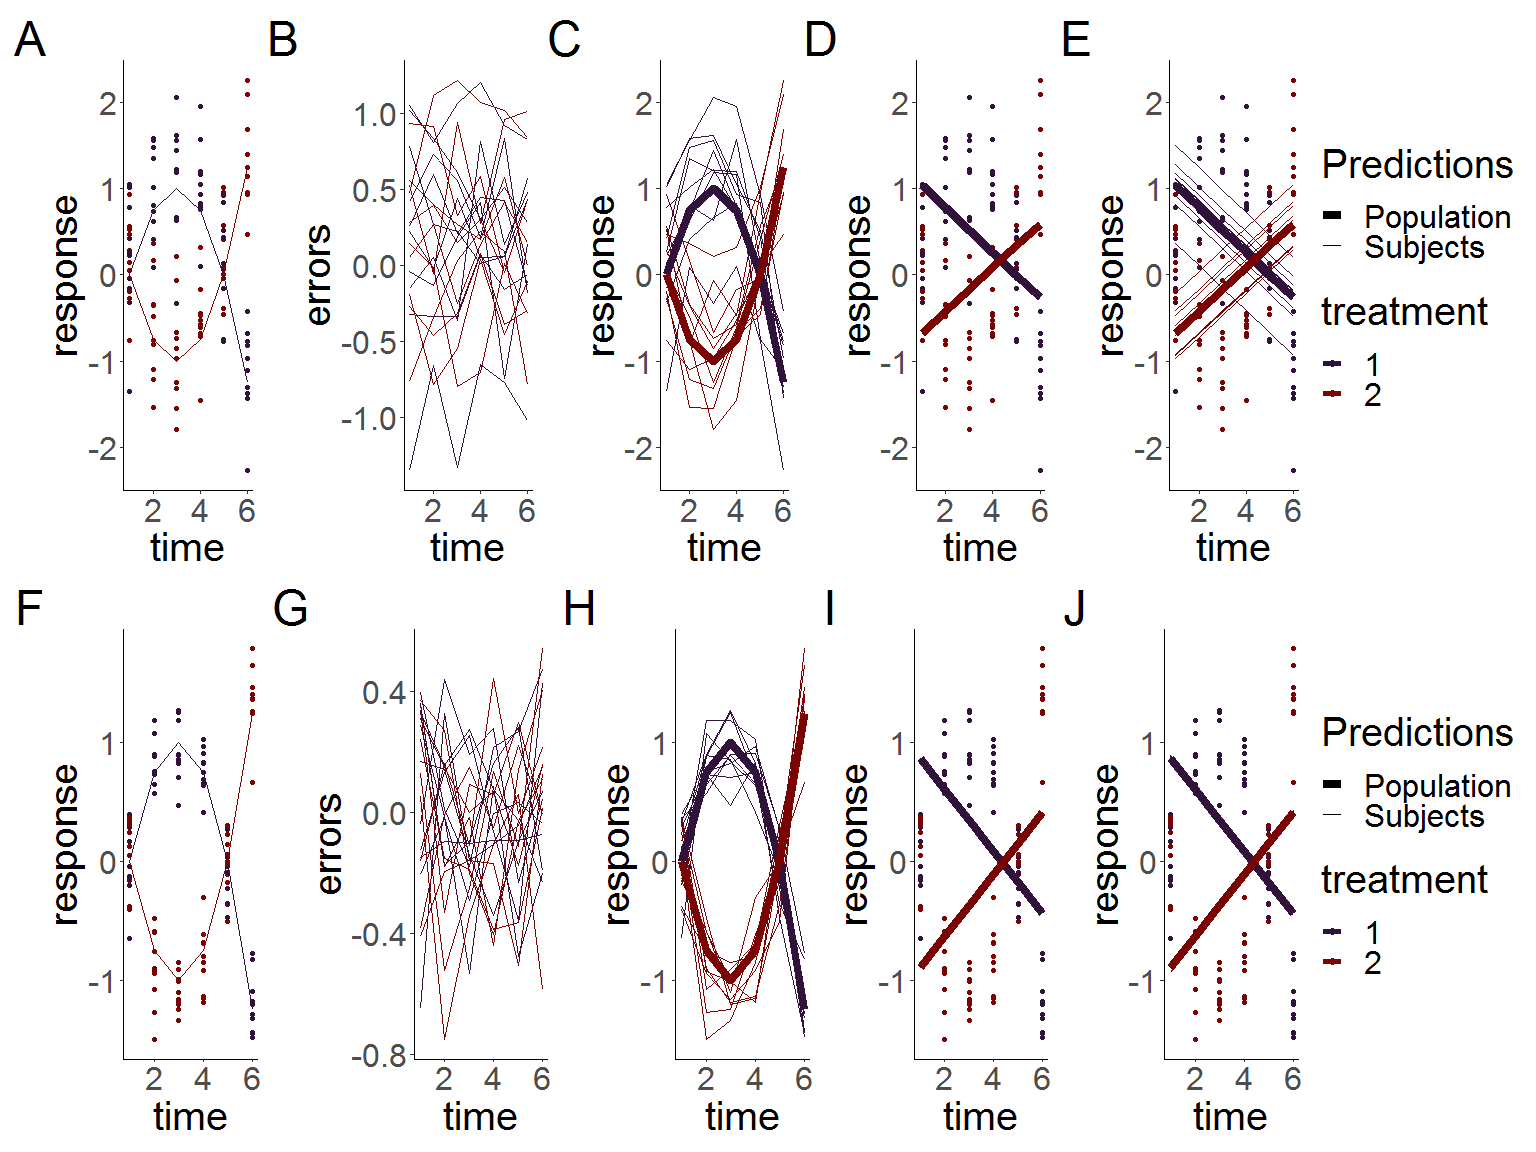 A B C D E
response
2
1
0
-1
-2
2 4 6
time
errors
1.0
0.5
0.0
-0.5
-1.0
2 4 6
time
response
2
1
0
-1
-2
2 4 6
time
response
2
1
0
-1
-2
2 4 6
time
response
2
1
0
-1
-2
2 4 6
time
Predictions
Population
Subjects
treatment
1
2
F G H I J
response
1
0
-1
2 4 6
time
errors
0.4
0.0
-0.4
-0.8
2 4 6
time
response
1
0
-1
2 4 6
time
response
1
0
-1
2 4 6
time
response
1
0
-1
2 4 6
time
Predictions
Population
Subjects
treatment
1
2